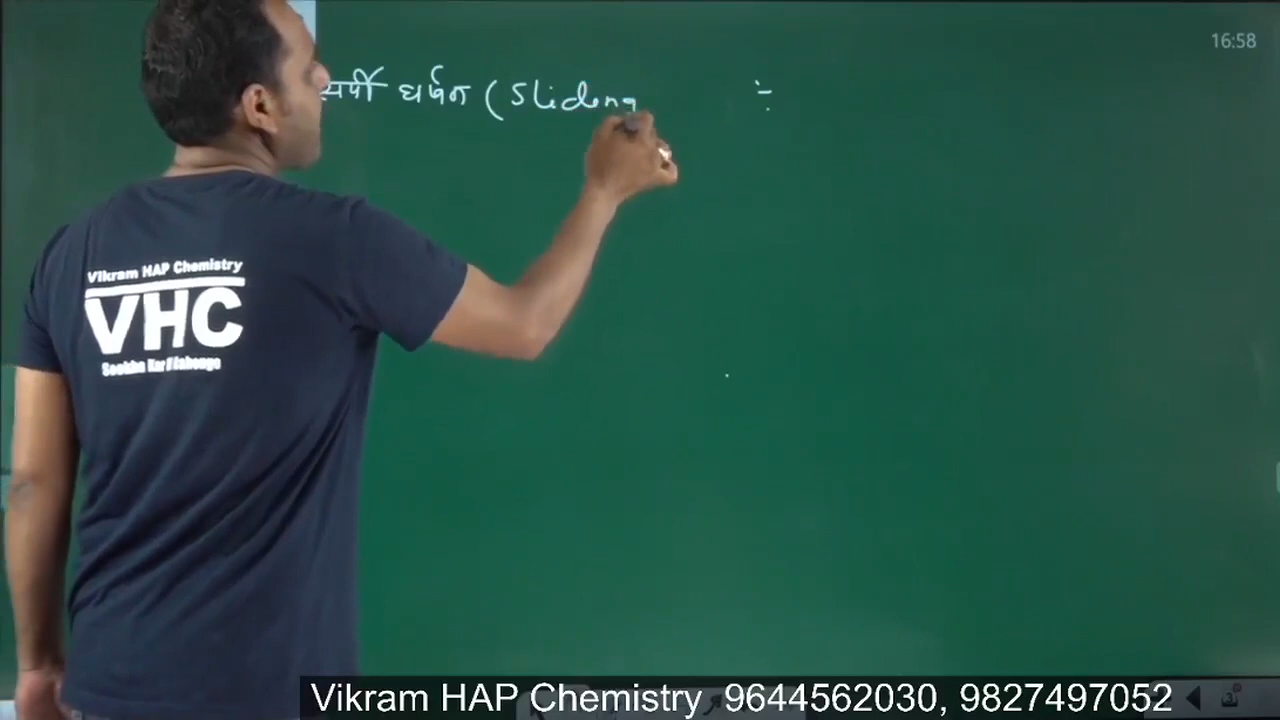 16:58
सर्पी घर्षण (Sliding :-
Vikram HAP Chemistry
VHC
Vikram HAP Chemistry 9644562030, 9827497052